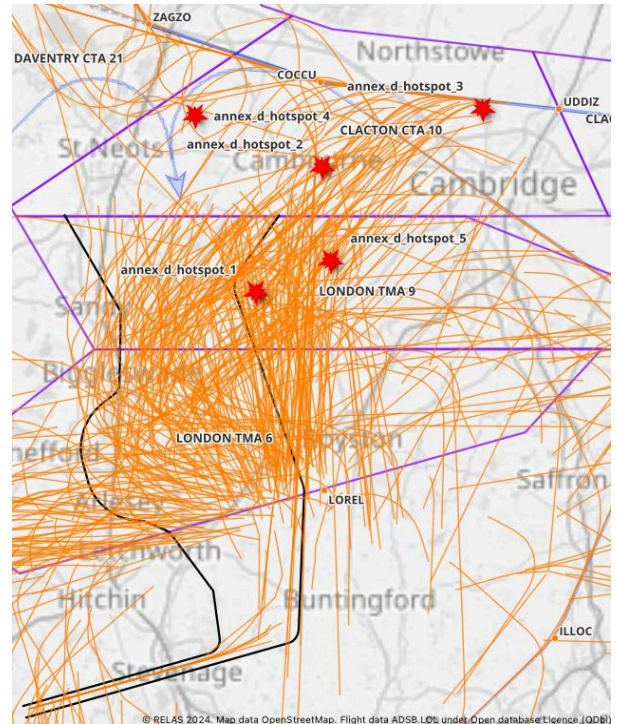 ZAGZO
Northstowe
DAVENTRY CTA 21
COCCU
annex_d_hotspot_3
UDDIZ
annex_d_hotspot_4
CLAC
CLACTON CTA 10
St Neots
annex_d_hotspot_2
Cambourne
Cambridge
annex_d_hotspot_5
annex_d_hotspot_1
LONDON TMA 9
Sandy
Biggleswade
LONDON TMA 6
Royston
Shefford
Saffron
Arlesey
LOREL
Letchworth
Hitchin
Buntingford
ILLOC
Stevenage
© RELAS 2024. Map data OpenStreetMap. Flight data ADSB.LOL under Open database Licence (ODbl)